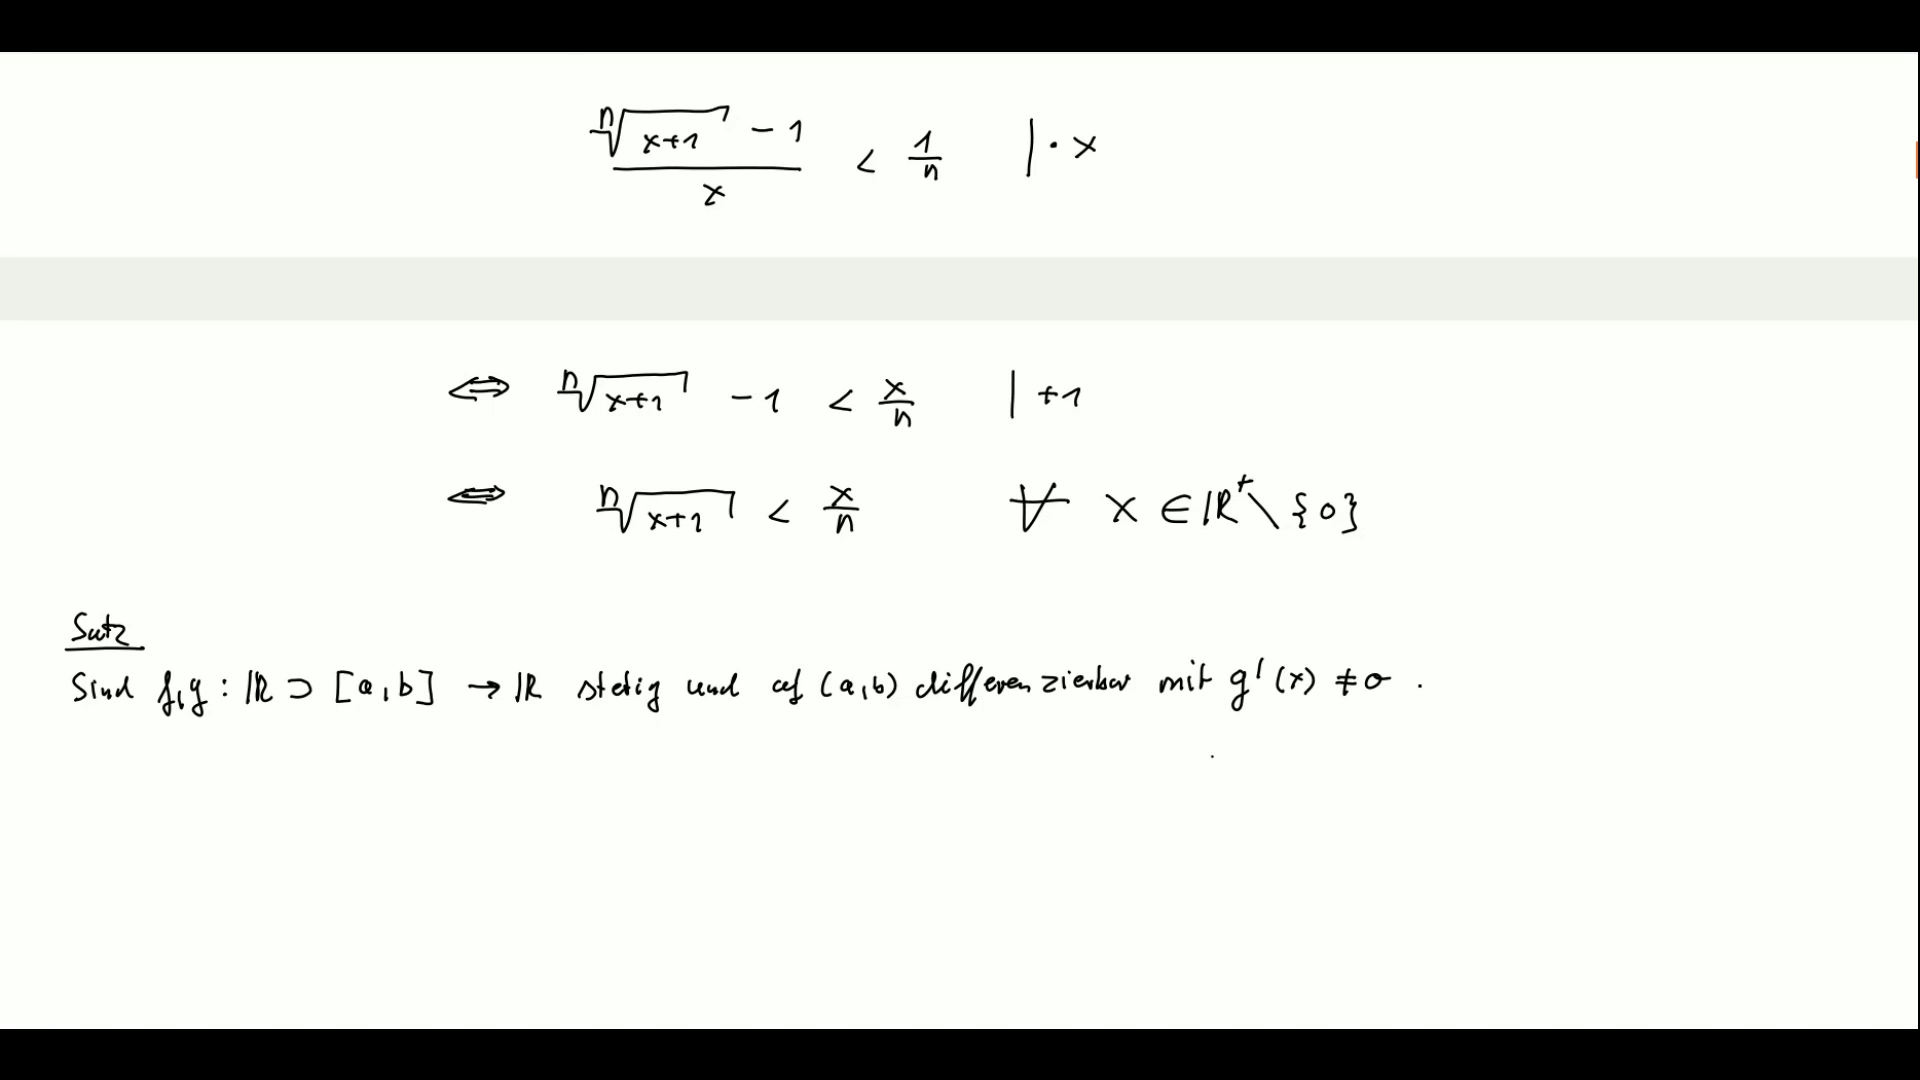 ⁿ√(x+1) - 1 / x < 1/n | · x
⇔ ⁿ√(x+1) - 1 < x/n | +1
⇔ ⁿ√(x+1) < x/n ∀ x ∈ ℝ⁺ \ {0}
Satz
Sind f,g : ℝ ⊃ [a,b] → ℝ stetig und auf (a,b) differenzierbar mit g'(x) ≠ 0 .